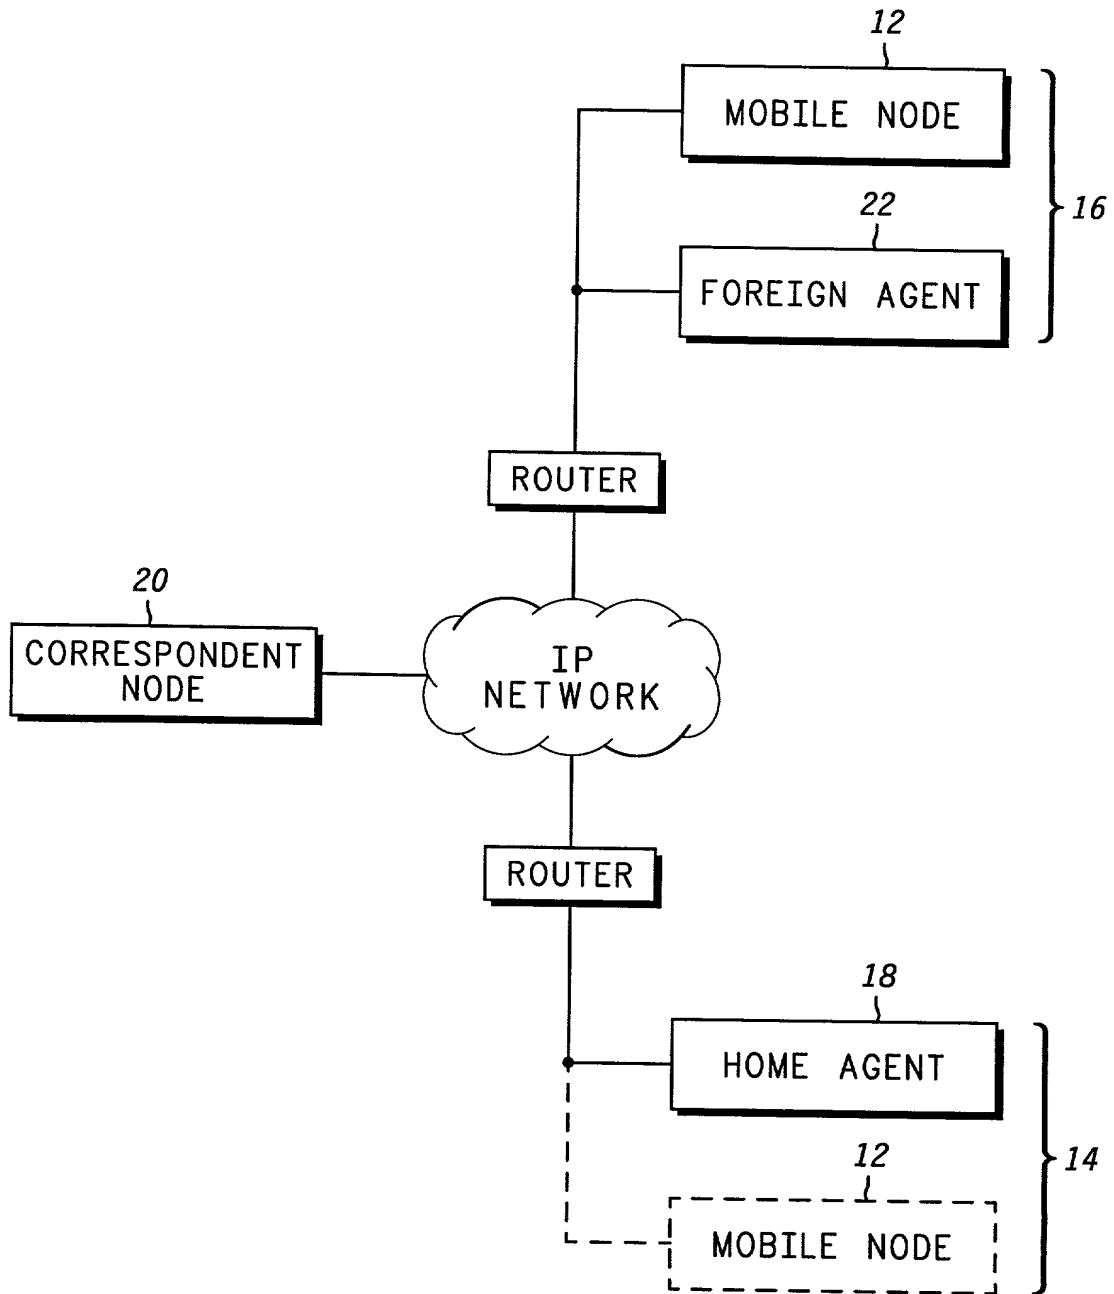 12
MOBILE NODE
16
22
FOREIGN AGENT
ROUTER
20
CORRESPONDENT
NODE
IP
NETWORK
ROUTER
18
HOME AGENT
14
12
MOBILE NODE